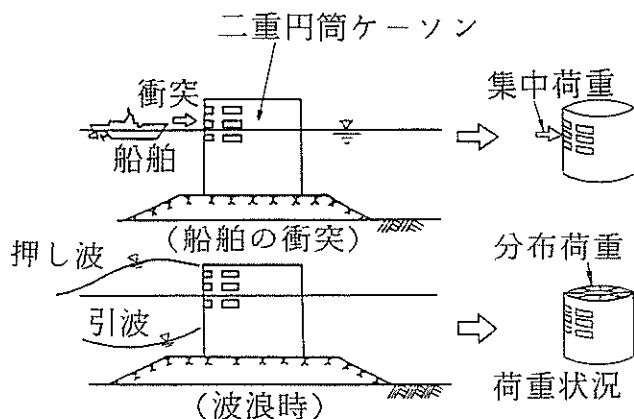 二重円筒ケーソン
衝突
集中荷重
船舶
(船舶の衝突)
押し波
分布荷重
引波
荷重状況
(波浪時)